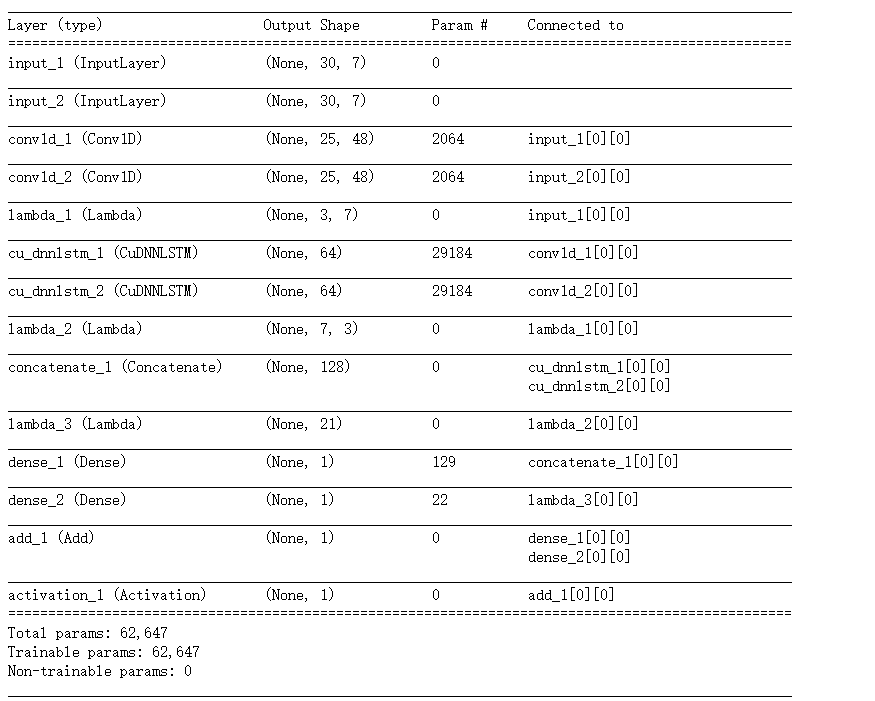 Layer (type) Output Shape Param # Connected to
==================================================================================================
input_1 (InputLayer) (None, 30, 7) 0
input_2 (InputLayer) (None, 30, 7) 0
conv1d_1 (Conv1D) (None, 25, 48) 2064 input_1[0][0]
conv1d_2 (Conv1D) (None, 25, 48) 2064 input_2[0][0]
lambda_1 (Lambda) (None, 3, 7) 0 input_1[0][0]
cu_dnnlstm_1 (CuDNNLSTM) (None, 64) 29184 conv1d_1[0][0]
cu_dnnlstm_2 (CuDNNLSTM) (None, 64) 29184 conv1d_2[0][0]
lambda_2 (Lambda) (None, 7, 3) 0 lambda_1[0][0]
concatenate_1 (Concatenate) (None, 128) 0 cu_dnnlstm_1[0][0]
cu_dnnlstm_2[0][0]
lambda_3 (Lambda) (None, 21) 0 lambda_2[0][0]
dense_1 (Dense) (None, 1) 129 concatenate_1[0][0]
dense_2 (Dense) (None, 1) 22 lambda_3[0][0]
add_1 (Add) (None, 1) 0 dense_1[0][0]
dense_2[0][0]
activation_1 (Activation) (None, 1) 0 add_1[0][0]
==================================================================================================
Total params: 62,647
Trainable params: 62,647
Non-trainable params: 0